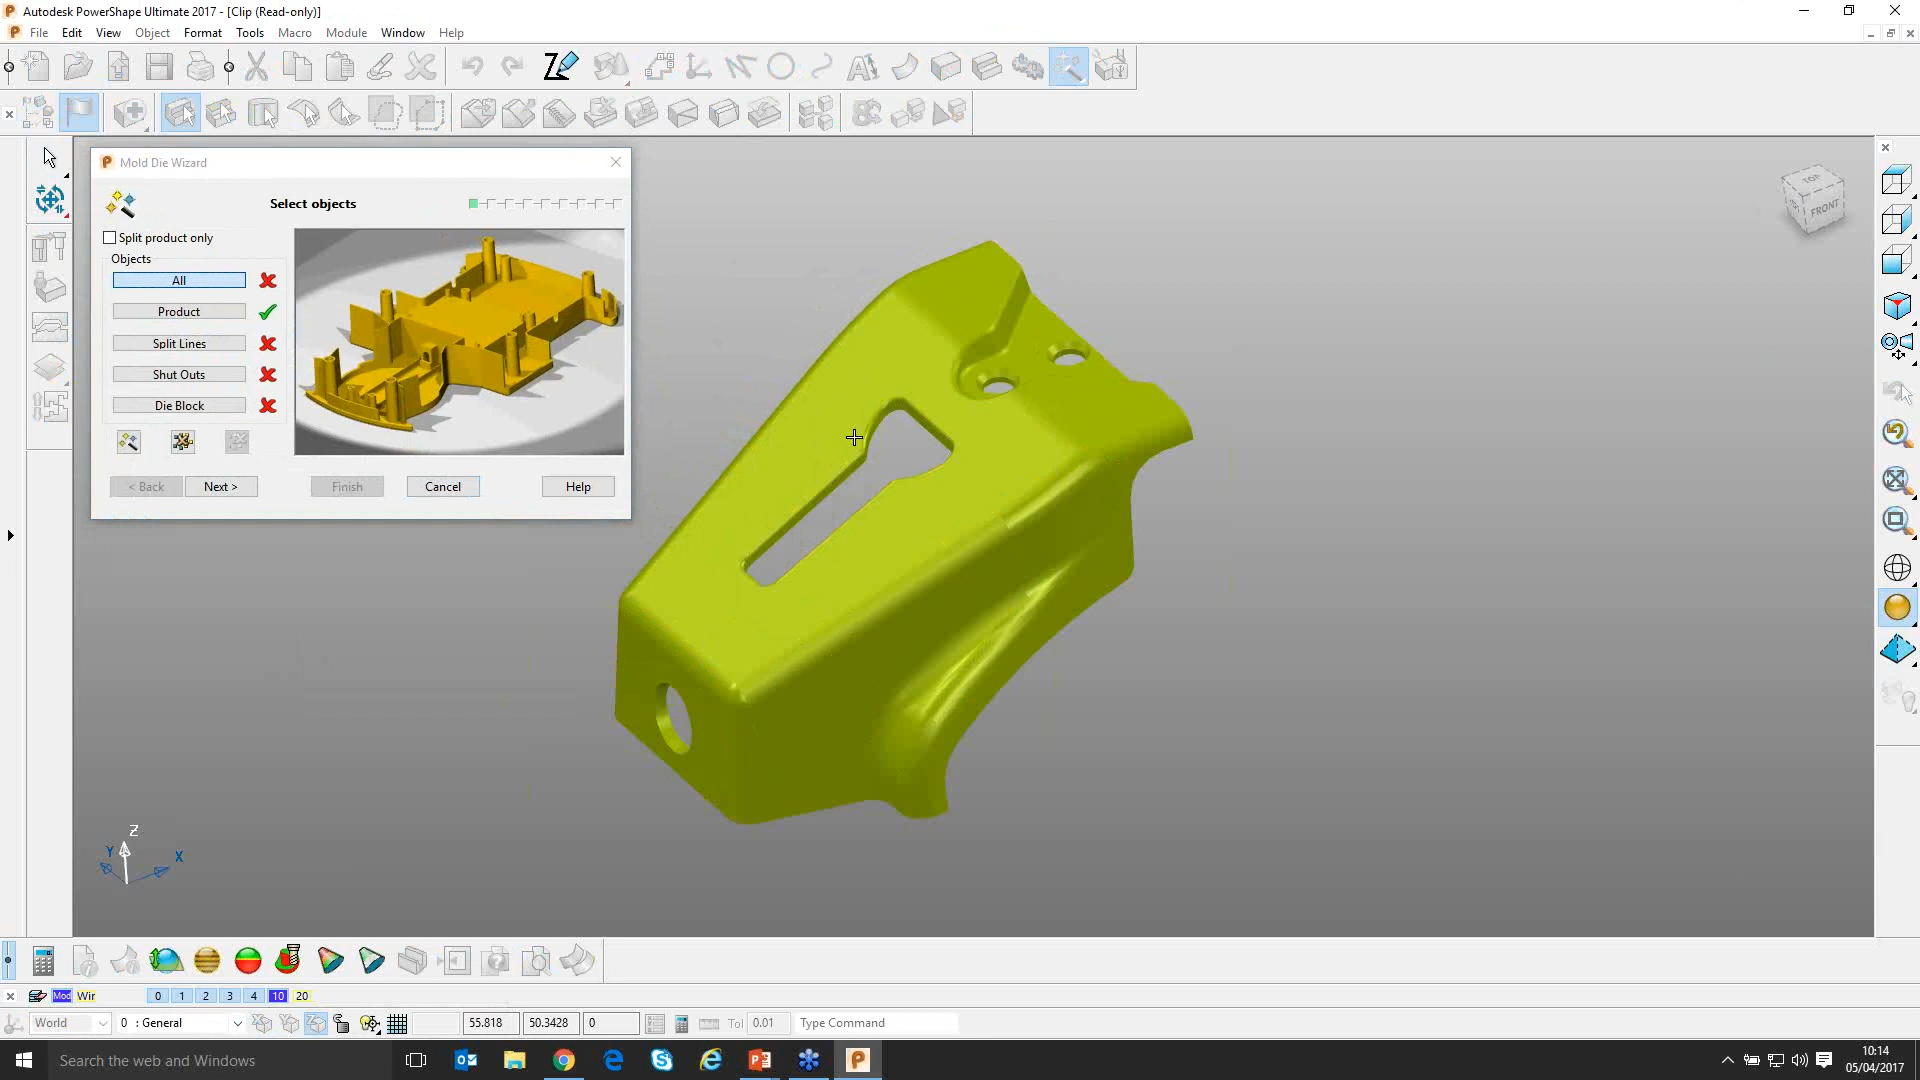 Autodesk PowerShape Ultimate 2017 - [Clip (Read-only)]
File Edit View Object Format Tools Macro Module Window Help
Mold Die Wizard
Select objects
Split product only
Objects
All
Product
Split Lines
Shut Outs
Die Block
< Back Next > Finish Cancel Help
TOP
FRONT
Z
Y
X
Mod Wir 0 1 2 3 4 10 20
World 0 : General 55.818 50.3428 0 Tol 0.01 Type Command
Search the web and Windows
10:14
05/04/2017